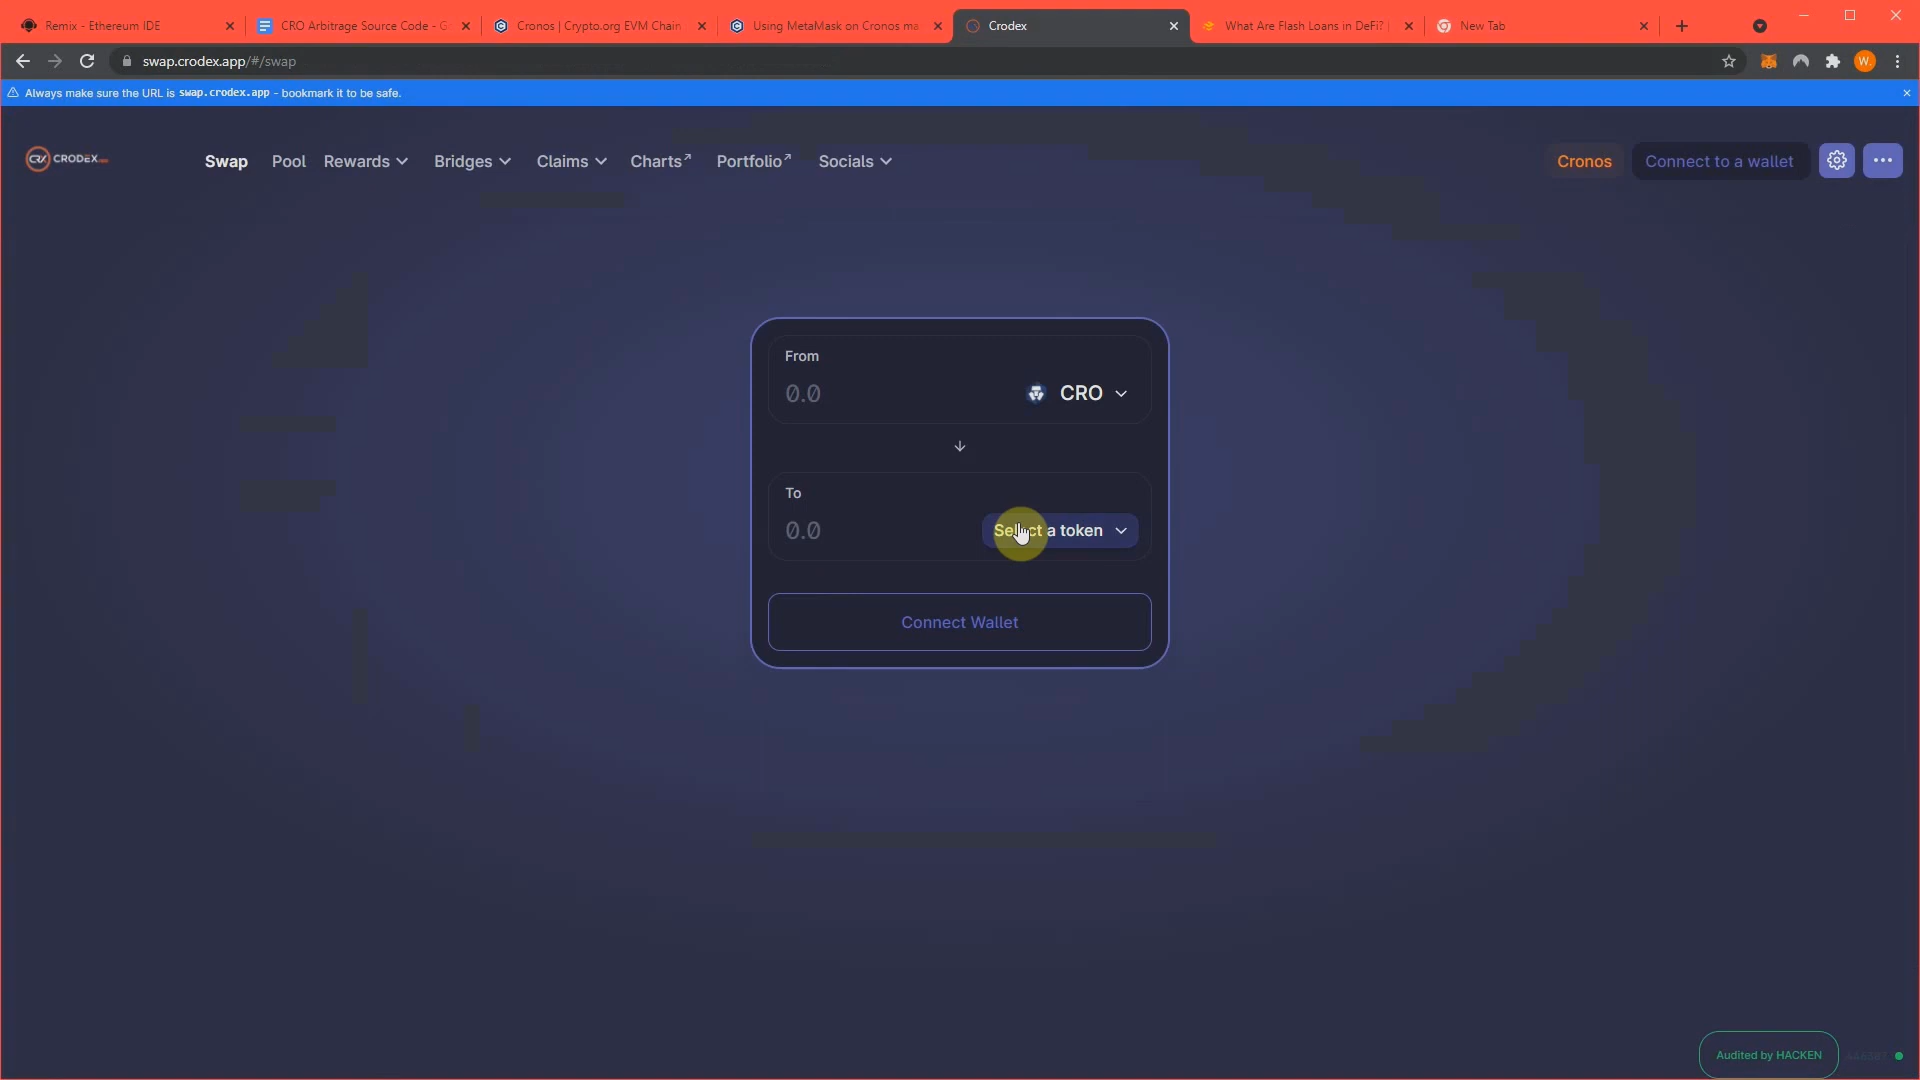 Remix - Ethereum IDE
CRO Arbitrage Source Code - G
Cronos | Crypto.org EVM Chain
Using MetaMask on Cronos ma
Crodex
What Are Flash Loans in DeFi? |
New Tab
swap.crodex.app/#/swap
W.
Always make sure the URL is swap.crodex.app - bookmark it to be safe.
CRX CRODEX
Swap
Pool
Rewards
Bridges
Claims
Charts↗
Portfolio↗
Socials
Cronos
Connect to a wallet
From
0.0
CRO
To
0.0
Select a token
Connect Wallet
Audited by HACKEN